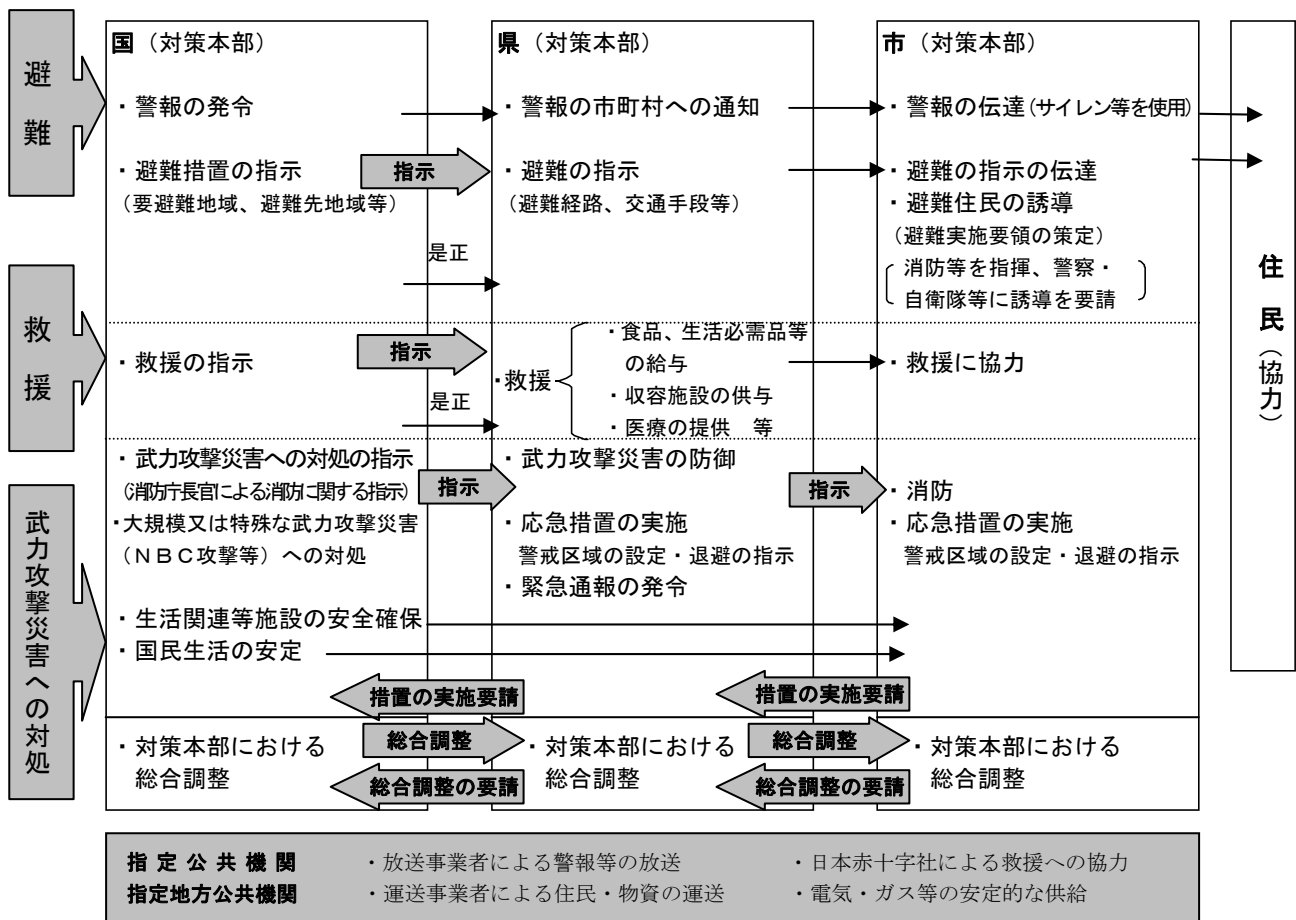 避難
国（対策本部）
・警報の発令
・避難措置の指示
（要避難地域、避難先地域等）
指示
是正
県（対策本部）
・警報の市町村への通知
・避難の指示
（避難経路、交通手段等）
市（対策本部）
・警報の伝達（サイレン等を使用）
・避難の指示の伝達
・避難住民の誘導
（避難実施要領の策定）
消防等を指揮、警察・
自衛隊等に誘導を要請
住民（協力）
救援
・救援の指示
指示
是正
・救援
・食品、生活必需品等
の給与
・収容施設の供与
・医療の提供　等
・救援に協力
武力攻撃災害への対処
・武力攻撃災害への対処の指示
（消防庁長官による消防に関する指示）
・大規模又は特殊な武力攻撃災害
（ＮＢＣ攻撃等）への対処
指示
・武力攻撃災害の防御
・応急措置の実施
警戒区域の設定・退避の指示
・緊急通報の発令
指示
・消防
・応急措置の実施
警戒区域の設定・退避の指示
・生活関連等施設の安全確保
・国民生活の安定
措置の実施要請
措置の実施要請
・対策本部における
総合調整
総合調整
総合調整の要請
・対策本部における
総合調整
総合調整
総合調整の要請
・対策本部における
総合調整
指定公共機関
・放送事業者による警報等の放送
・日本赤十字社による救援への協力
指定地方公共機関
・運送事業者による住民・物資の運送
・電気・ガス等の安定的な供給